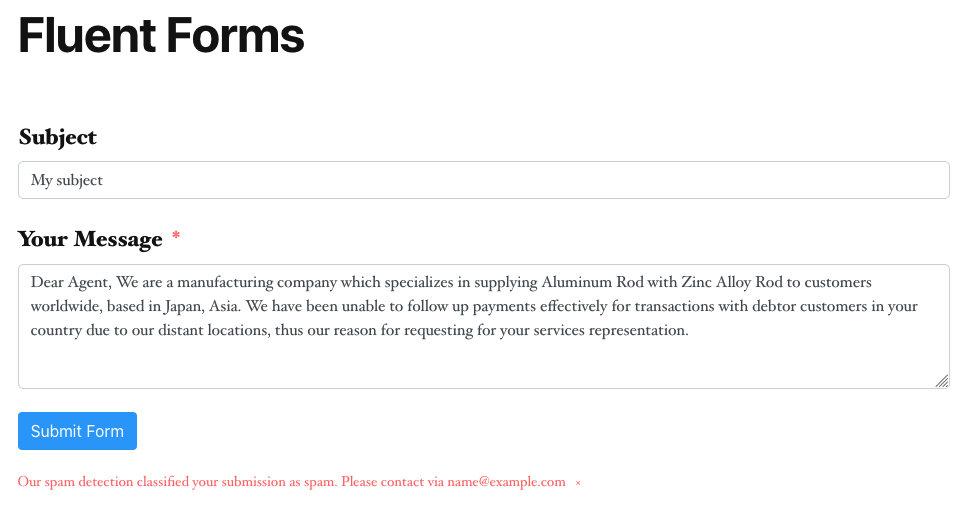 Fluent Forms
Subject
My subject
Your Message *
Dear Agent, We are a manufacturing company which specializes in supplying Aluminum Rod with Zinc Alloy Rod to customers
worldwide, based in Japan, Asia. We have been unable to follow up payments effectively for transactions with debtor customers in your
country due to our distant locations, thus our reason for requesting for your services representation.
Submit Form
Our spam detection classified your submission as spam. Please contact via name@example.com ×